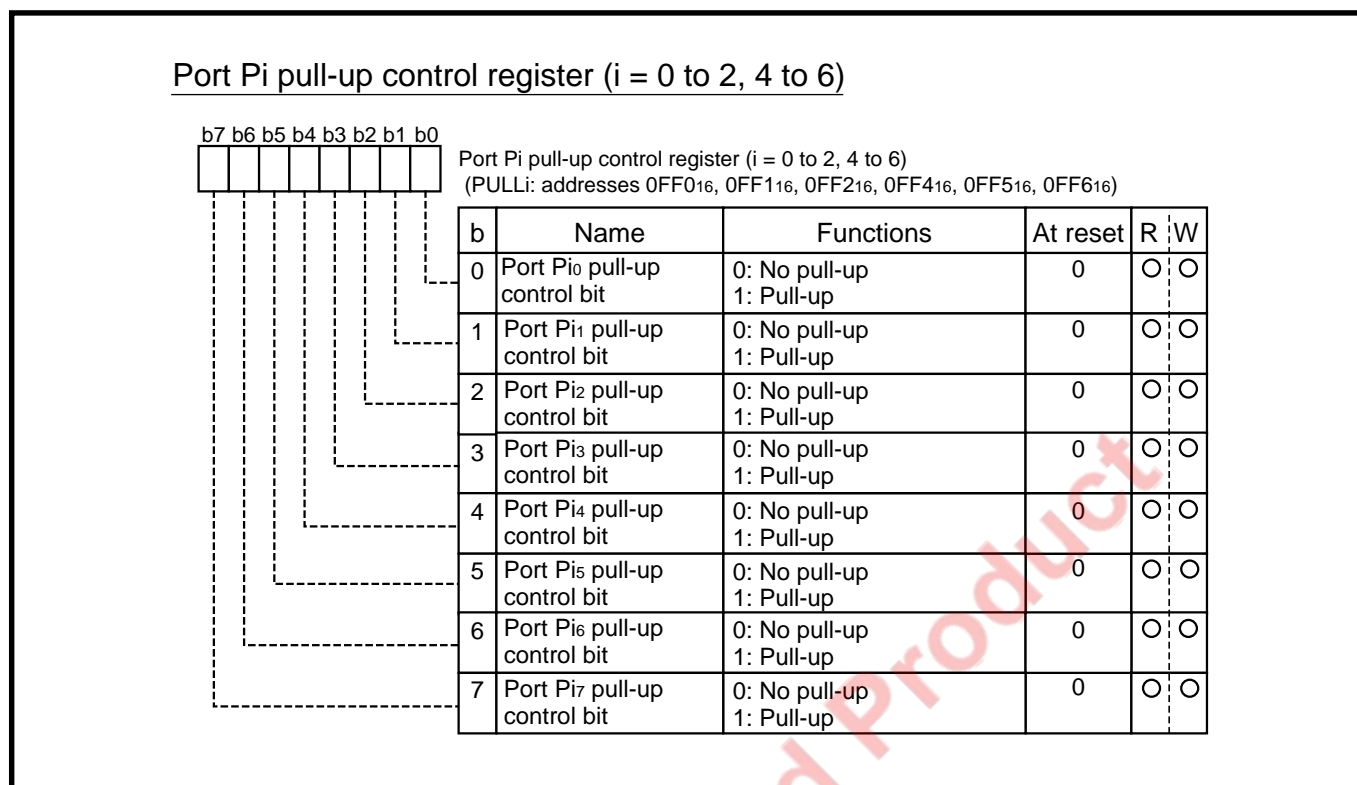 Port Pi pull-up control register (i = 0 to 2, 4 to 6)
b7 b6 b5 b4 b3 b2 b1 b0
Port Pi pull-up control register (i = 0 to 2, 4 to 6)
(PULLi: addresses 0FF016, 0FF116, 0FF216, 0FF416, 0FF516, 0FF616)
b Name Functions At reset R W
0 Port Pi0 pull-up 0: No pull-up 0
control bit 1: Pull-up
1 Port Pi1 pull-up 0: No pull-up 0
control bit 1: Pull-up
2 Port Pi2 pull-up 0: No pull-up 0
control bit 1: Pull-up
3 Port Pi3 pull-up 0: No pull-up 0
control bit 1: Pull-up
4 Port Pi4 pull-up 0: No pull-up 0
control bit 1: Pull-up
5 Port Pi5 pull-up 0: No pull-up 0
control bit 1: Pull-up
6 Port Pi6 pull-up 0: No pull-up 0
control bit 1: Pull-up
7 Port Pi7 pull-up 0: No pull-up 0
control bit 1: Pull-up
Product